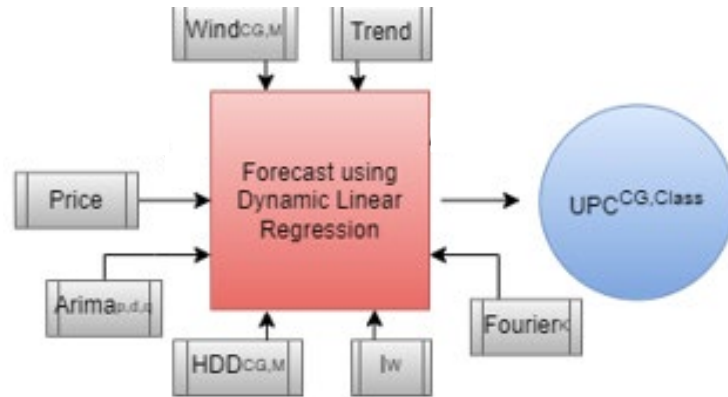 WindCG,M
Trend
Forecast using
Dynamic Linear
Regression
Price
UPCCG,Class
Arimap,d,q
FourierK
HDDCG,M
IW